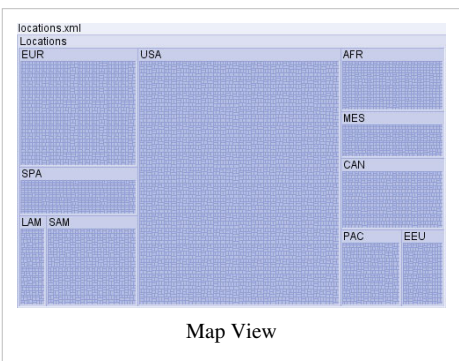 locations.xml
Locations
EUR USA AFR
MES
CAN
SPA
LAM SAM
PAC EEU
Map View